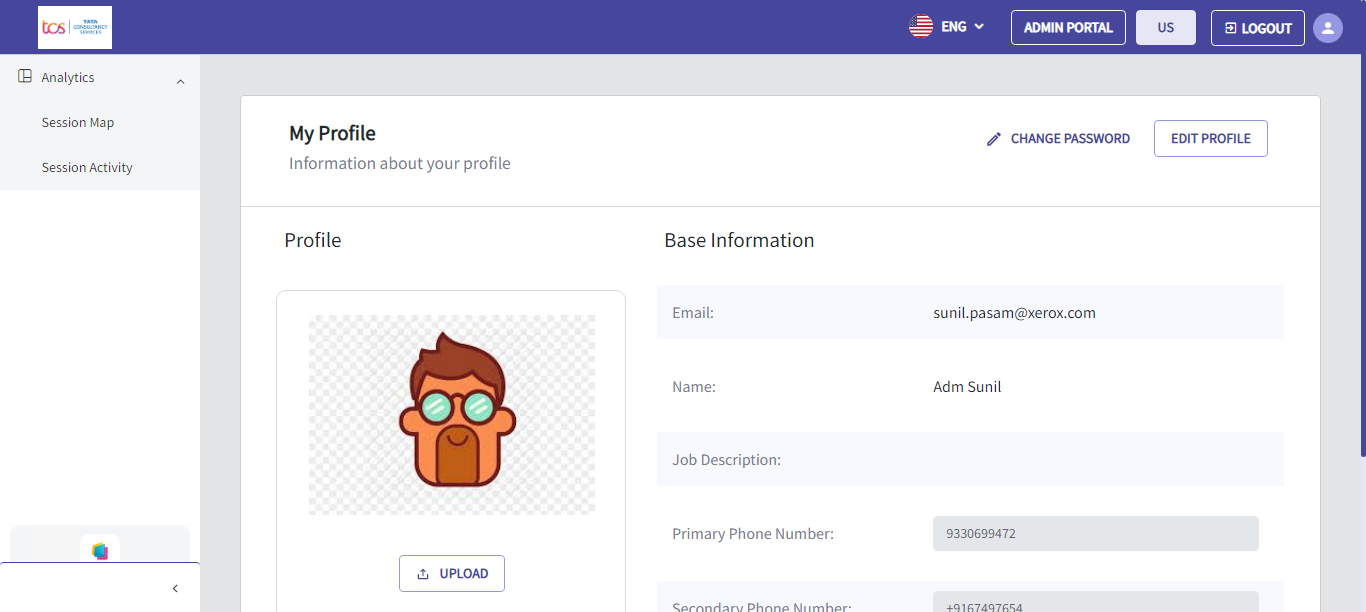 tcs TATA CONSULTANCY SERVICES
ENG
ADMIN PORTAL
US
LOGOUT
Analytics
Session Map
Session Activity
My Profile
Information about your profile
CHANGE PASSWORD
EDIT PROFILE
Profile
UPLOAD
Base Information
Email: sunil.pasam@xerox.com
Name: Adm Sunil
Job Description:
Primary Phone Number: 9330699472
Secondary Phone Number: +9167497654